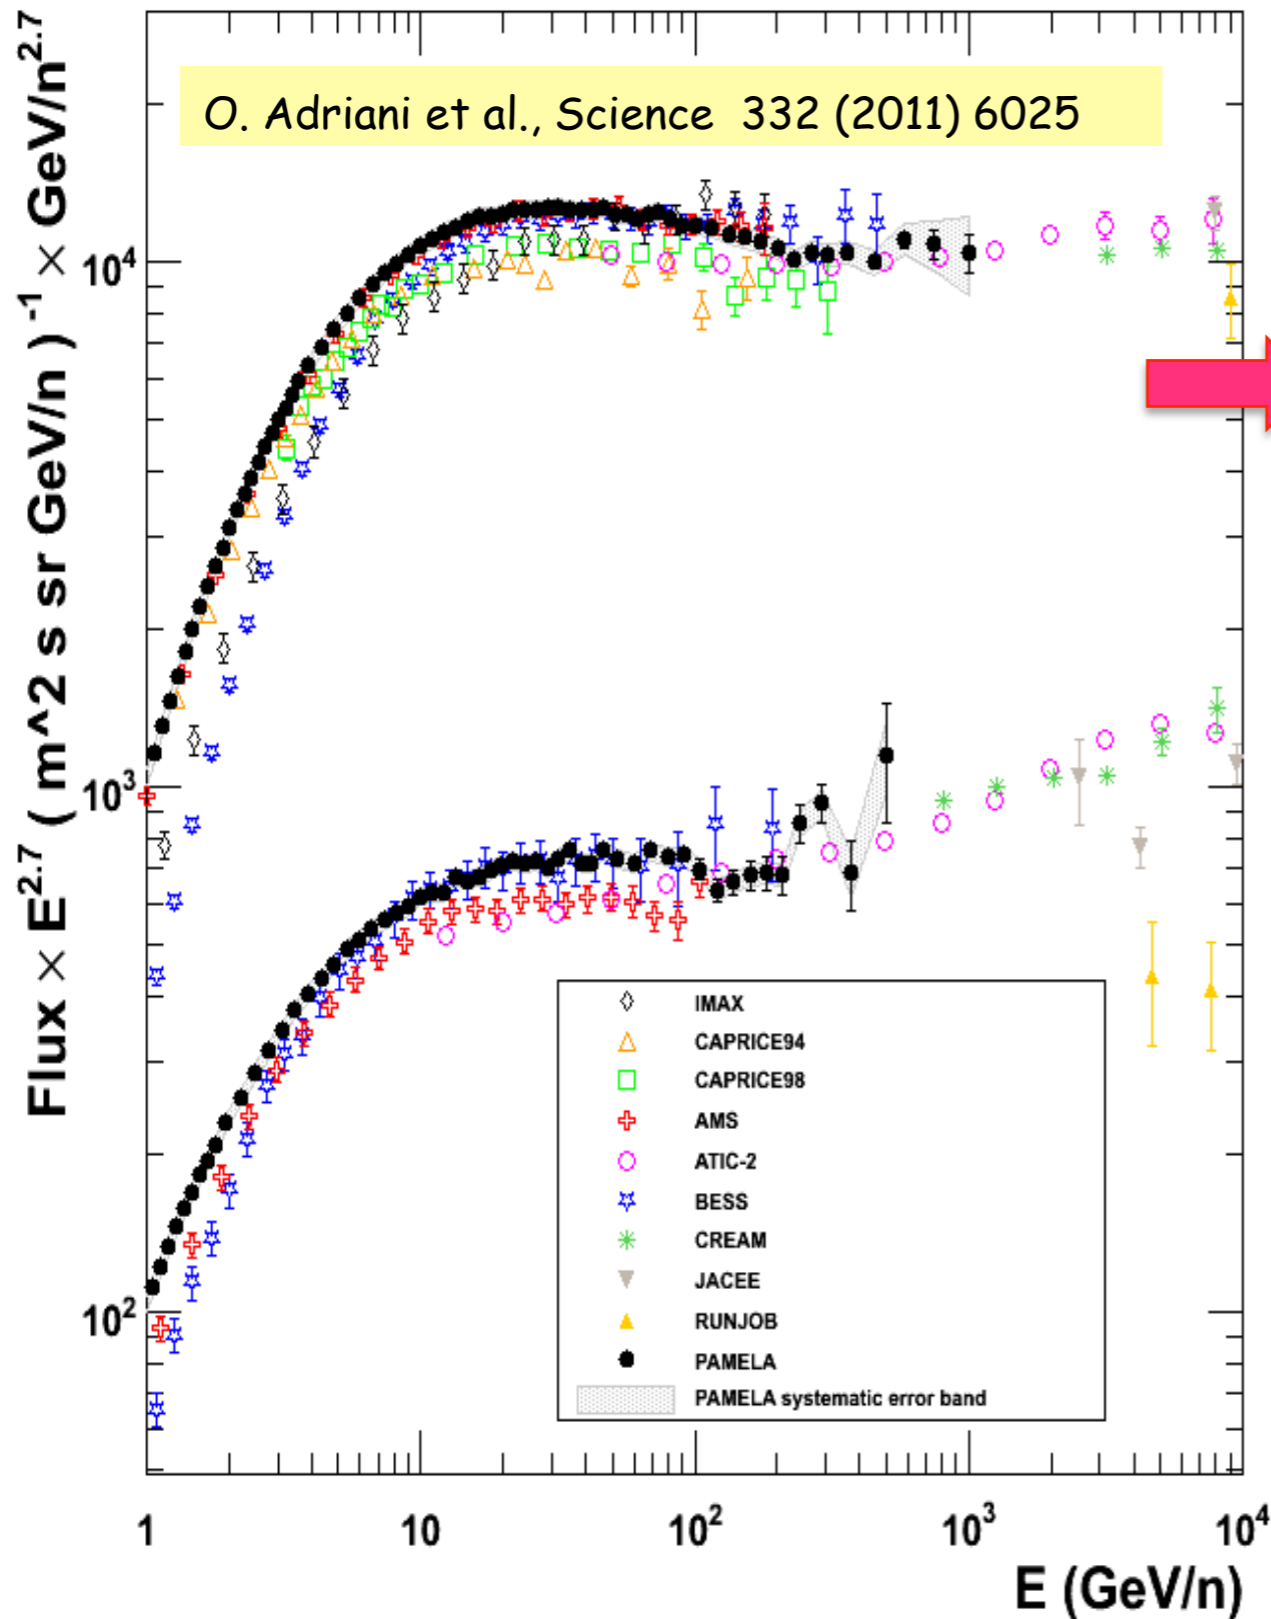 O. Adriani et al., Science 332 (2011) 6025
Flux × E^2.7 ( m^2 s sr GeV/n )^-1 × GeV/n^2.7
10^4
10^3
10^2
IMAX
CAPRICE94
CAPRICE98
AMS
ATIC-2
BESS
CREAM
JACEE
RUNJOB
PAMELA
PAMELA systematic error band
1 10 10^2 10^3 10^4
E (GeV/n)